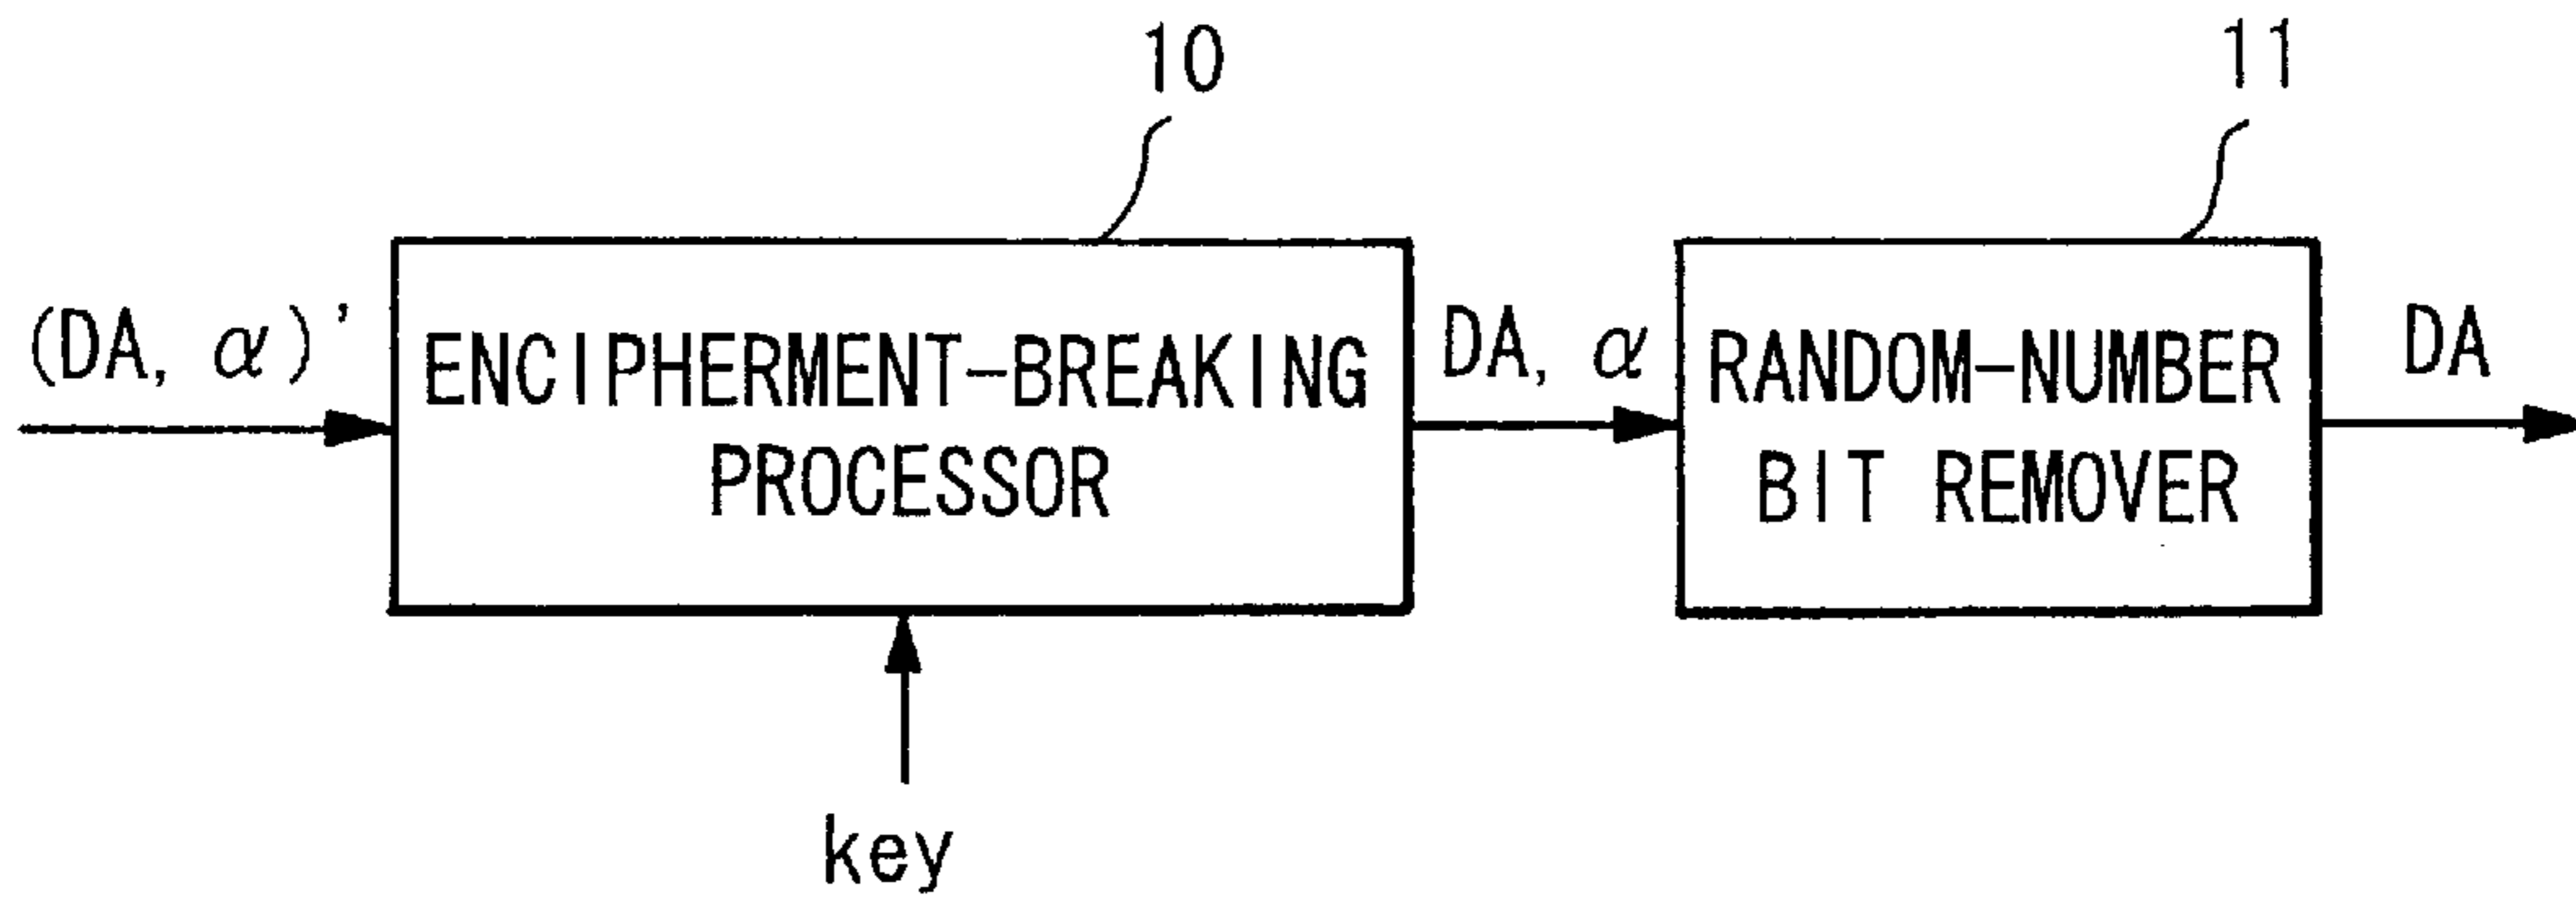 10
11
(DA, α)'
ENCIPHERMENT-BREAKING
PROCESSOR
DA, α
RANDOM-NUMBER
BIT REMOVER
DA
key